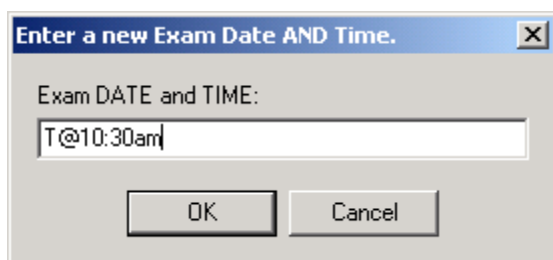 Enter a new Exam Date AND Time.
Exam DATE and TIME:
T@10:30am
OK Cancel